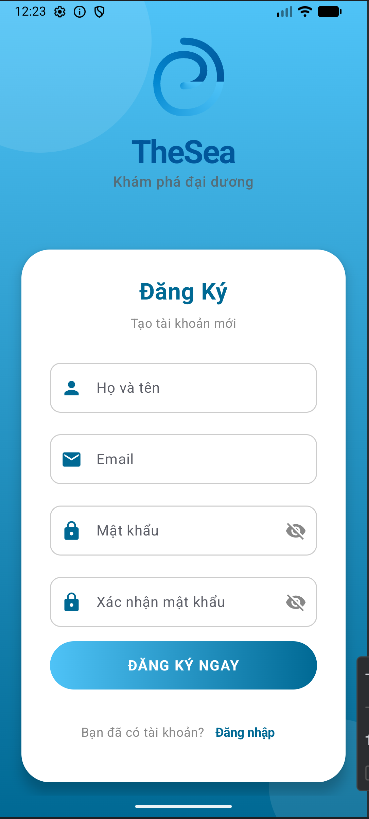 12:23
TheSea
Khám phá đại dương
Đăng Ký
Tạo tài khoản mới
Họ và tên
Email
Mật khẩu
Xác nhận mật khẩu
ĐĂNG KÝ NGAY
Bạn đã có tài khoản? Đăng nhập